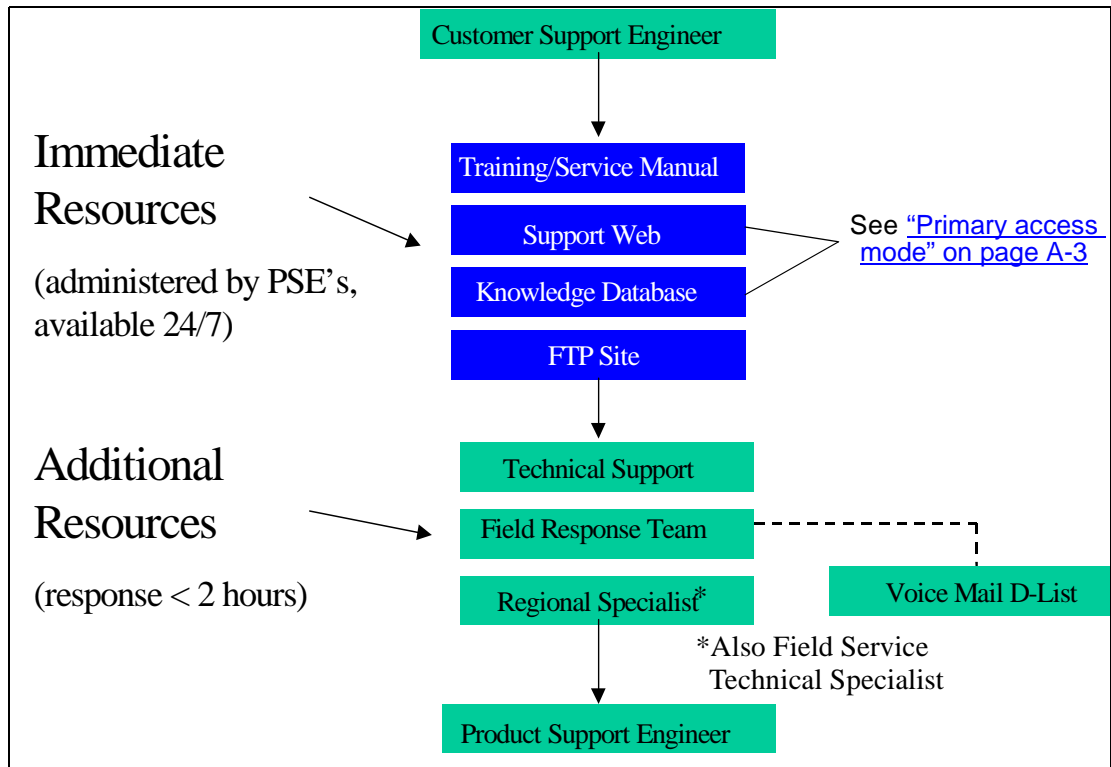 Customer Support Engineer
Immediate
Resources
(administered by PSE's,
available 24/7)
Training/Service Manual
Support Web
Knowledge Database
FTP Site
See "Primary access
mode" on page A-3
Additional
Resources
(response < 2 hours)
Technical Support
Field Response Team
Regional Specialist*
Voice Mail D-List
*Also Field Service
Technical Specialist
Product Support Engineer